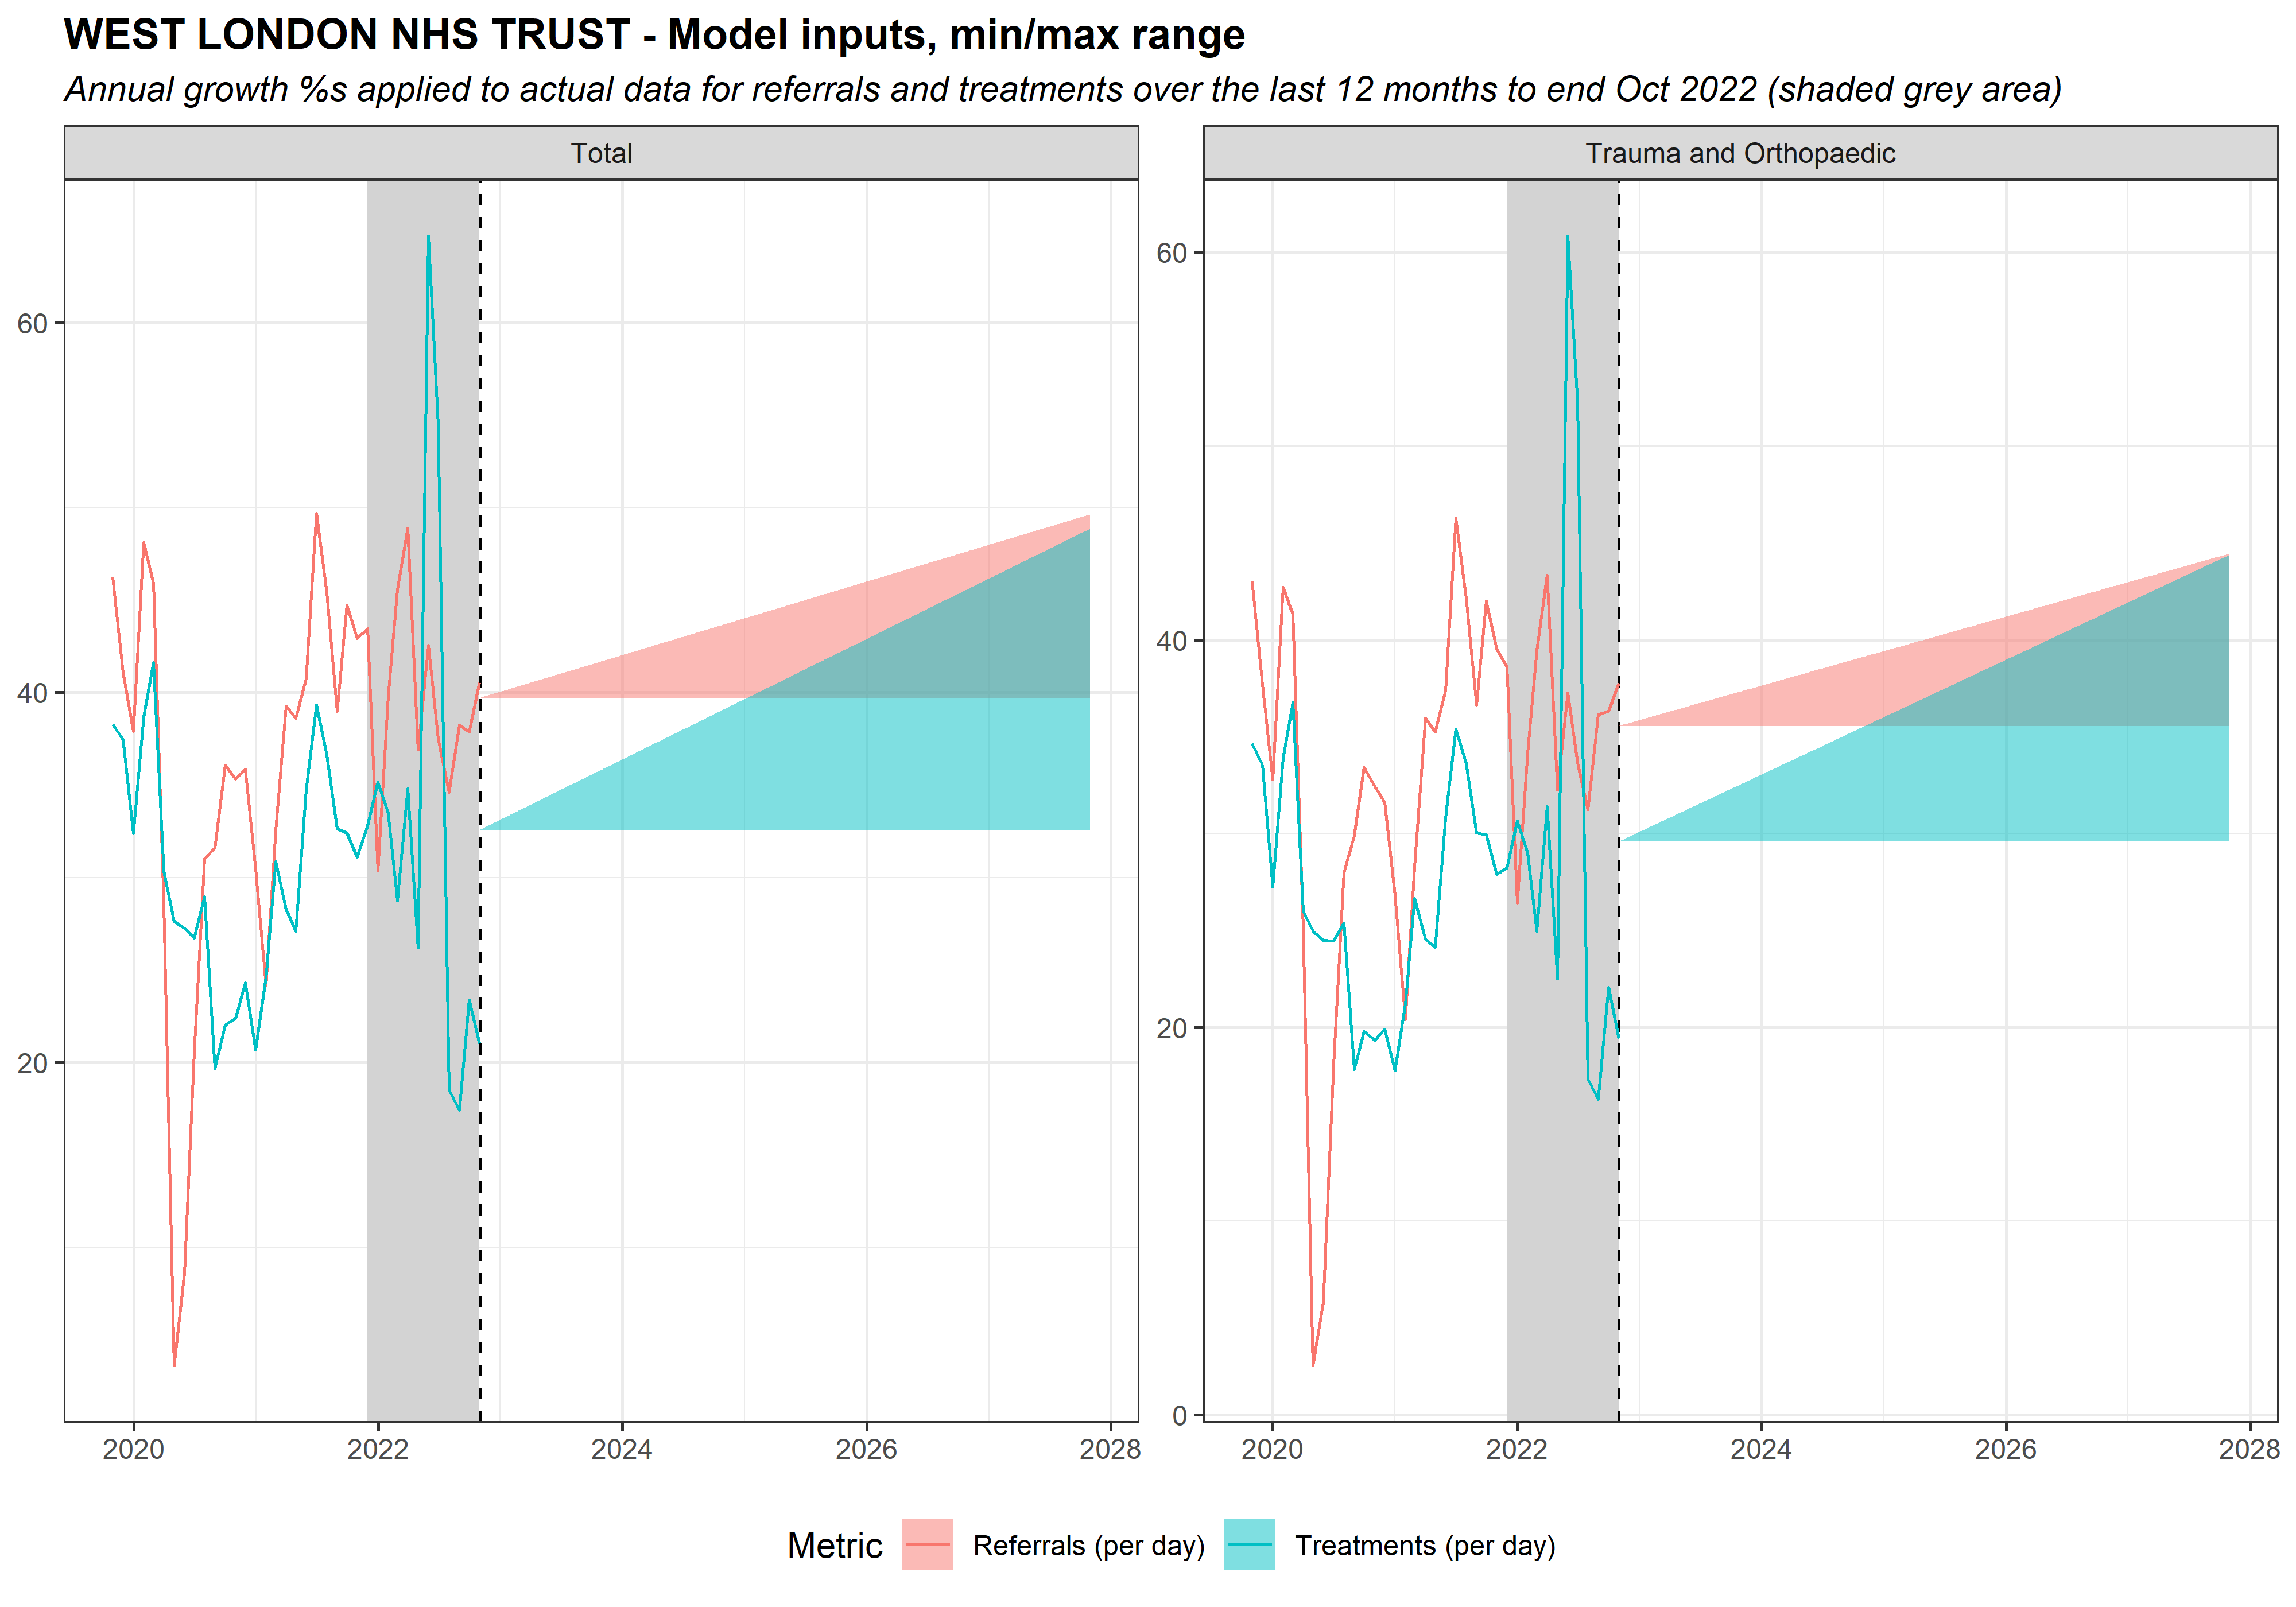 WEST LONDON NHS TRUST - Model inputs, min/max range
Annual growth %s applied to actual data for referrals and treatments over the last 12 months to end Oct 2022 (shaded grey area)
Total
60
40
20
2020 2022 2024 2026 2028
Trauma and Orthopaedic
60
40
20
0
2020 2022 2024 2026 2028
Metric Referrals (per day) Treatments (per day)